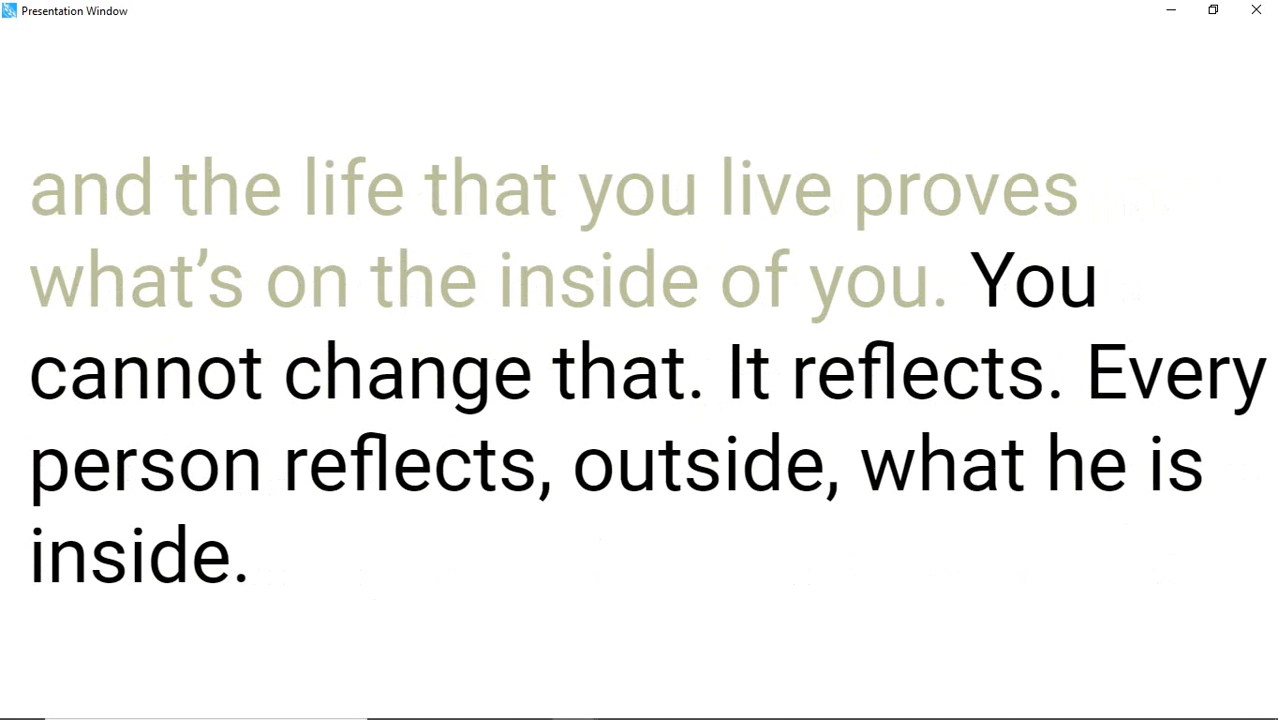 Presentation Window
and the life that you live proves
what’s on the inside of you. You
cannot change that. It reflects. Every
person reflects, outside, what he is
inside.